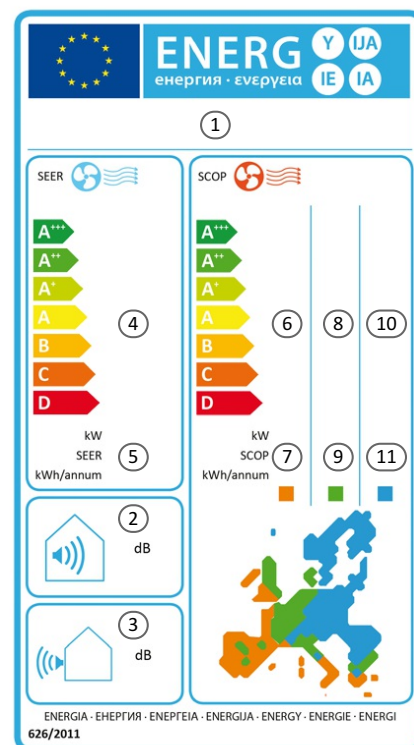 ENERG
енергия · ενεργεια
Y IJA
IE IA
1
SEER
A+++
A++
A+
A
B
C
D
4
kW
SEER
kWh/annum
5
SCOP
A+++
A++
A+
A
B
C
D
6 8 10
kW
SCOP
kWh/annum
7 9 11
2
dB
3
dB
ENERGIA · ЕНЕРГИЯ · ΕΝΕΡΓΕΙΑ · ENERGIJA · ENERGY · ENERGIE · ENERGI
626/2011